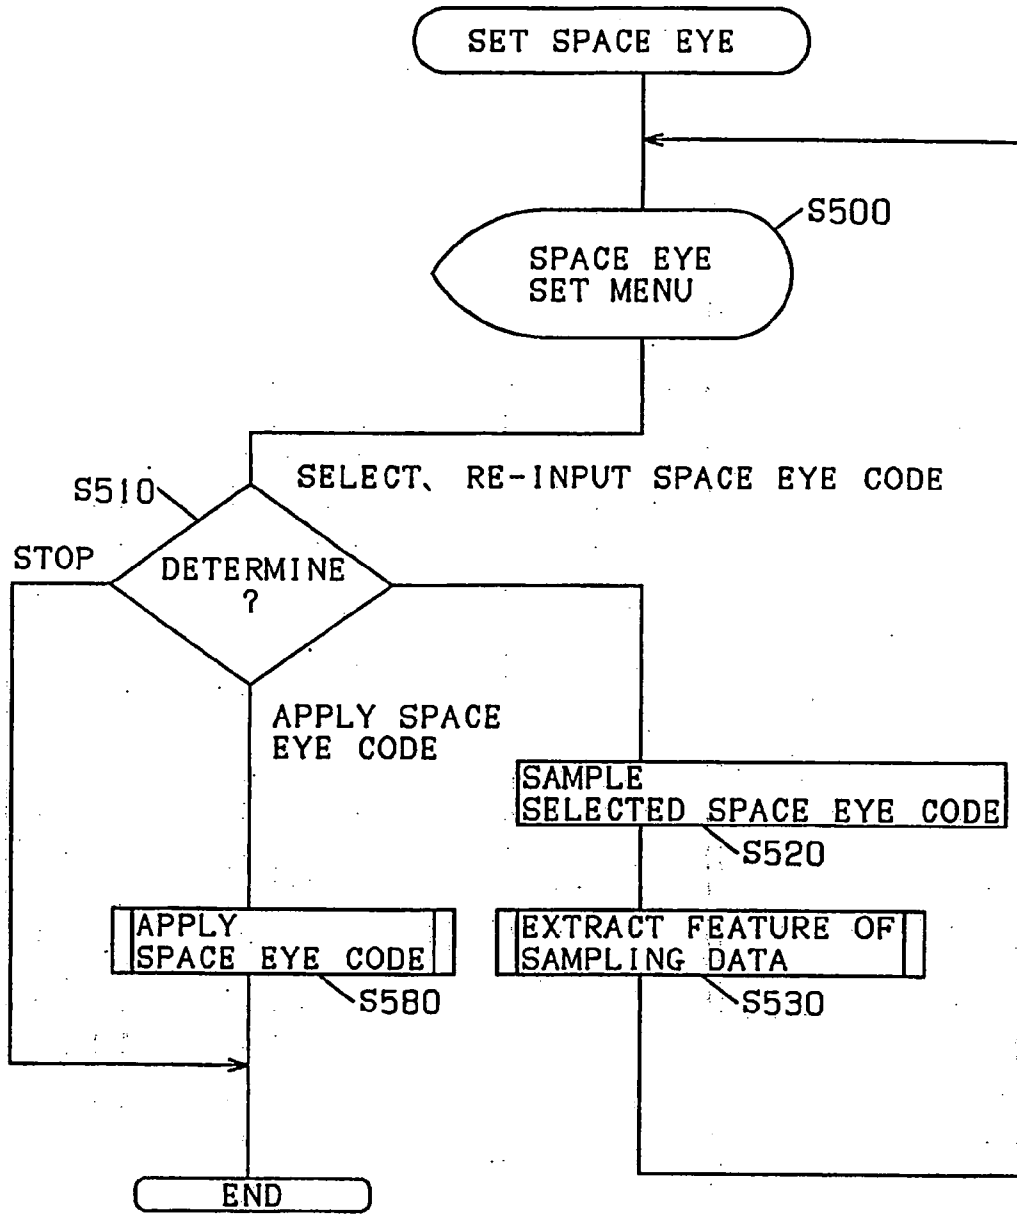 SET SPACE EYE
S500
SPACE EYE
SET MENU
SELECT、 RE-INPUT SPACE EYE CODE
S510
STOP
DETERMINE
?
APPLY SPACE
EYE CODE
SAMPLE
SELECTED SPACE EYE CODE
S520
APPLY
SPACE EYE CODE
S580
EXTRACT FEATURE OF
SAMPLING DATA
S530
END